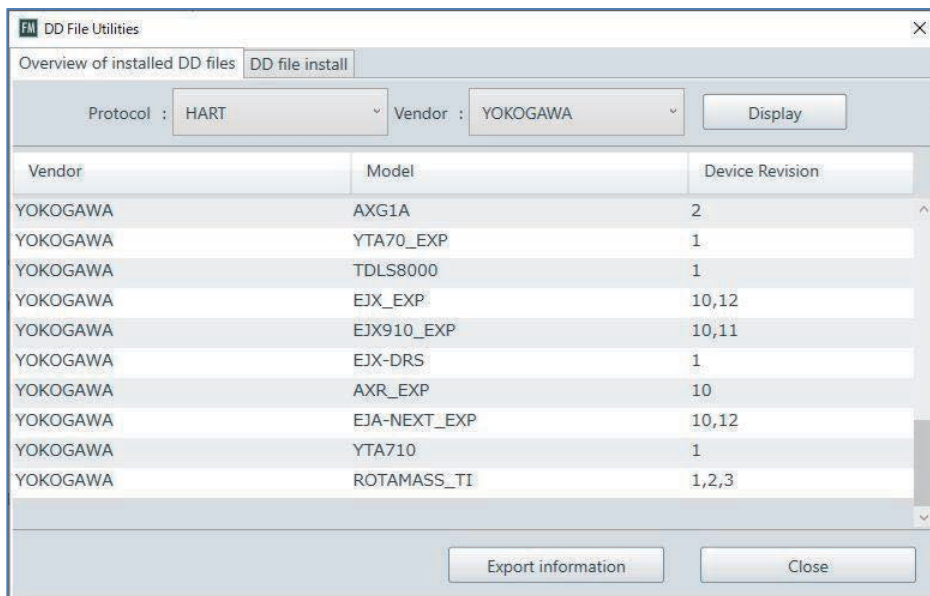 FM DD File Utilities
Overview of installed DD files DD file install
Protocol : HART Vendor : YOKOGAWA Display
Vendor Model Device Revision
YOKOGAWA AXG1A 2
YOKOGAWA YTA70_EXP 1
YOKOGAWA TDLS8000 1
YOKOGAWA EJX_EXP 10,12
YOKOGAWA EJX910_EXP 10,11
YOKOGAWA EJX-DRS 1
YOKOGAWA AXR_EXP 10
YOKOGAWA EJA-NEXT_EXP 10,12
YOKOGAWA YTA710 1
YOKOGAWA ROTAMASS_TI 1,2,3
Export information Close